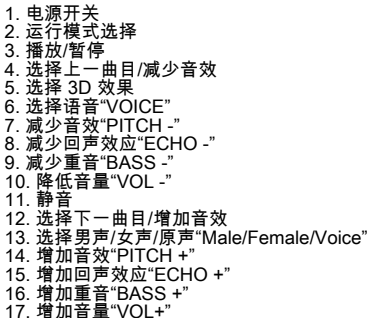 1. 电源开关
2. 运行模式选择
3. 播放/暂停
4. 选择上一曲目/减少音效
5. 选择 3D 效果
6. 选择语音“VOICE”
7. 减少音效“PITCH -”
8. 减少回声效应“ECHO -”
9. 减少重音“BASS -”
10. 降低音量“VOL -”
11. 静音
12. 选择下一曲目/增加音效
13. 选择男声/女声/原声“Male/Female/Voice”
14. 增加音效“PITCH +”
15. 增加回声效应“ECHO +”
16. 增加重音“BASS +”
17. 增加音量“VOL+”